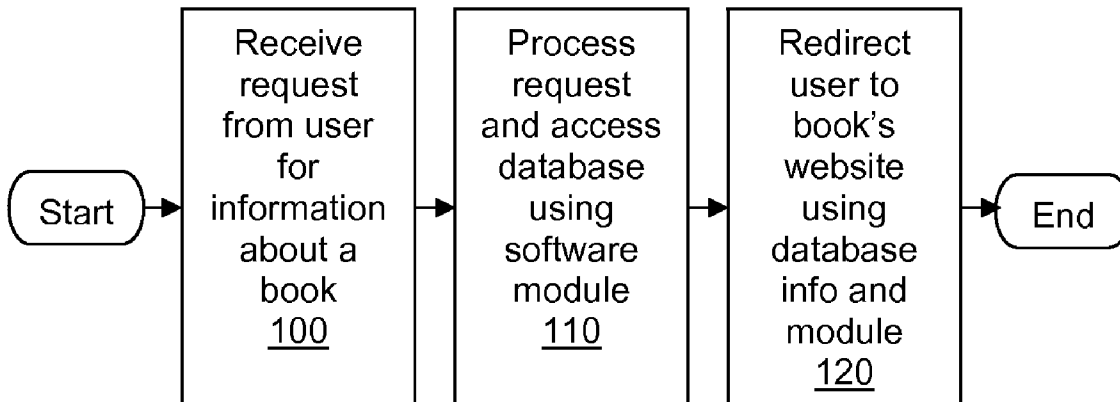 Start
Receive
request
from user
for
information
about a
book
100
Process
request
and access
database
using
software
module
110
Redirect
user to
book's
website
using
database
info and
module
120
End